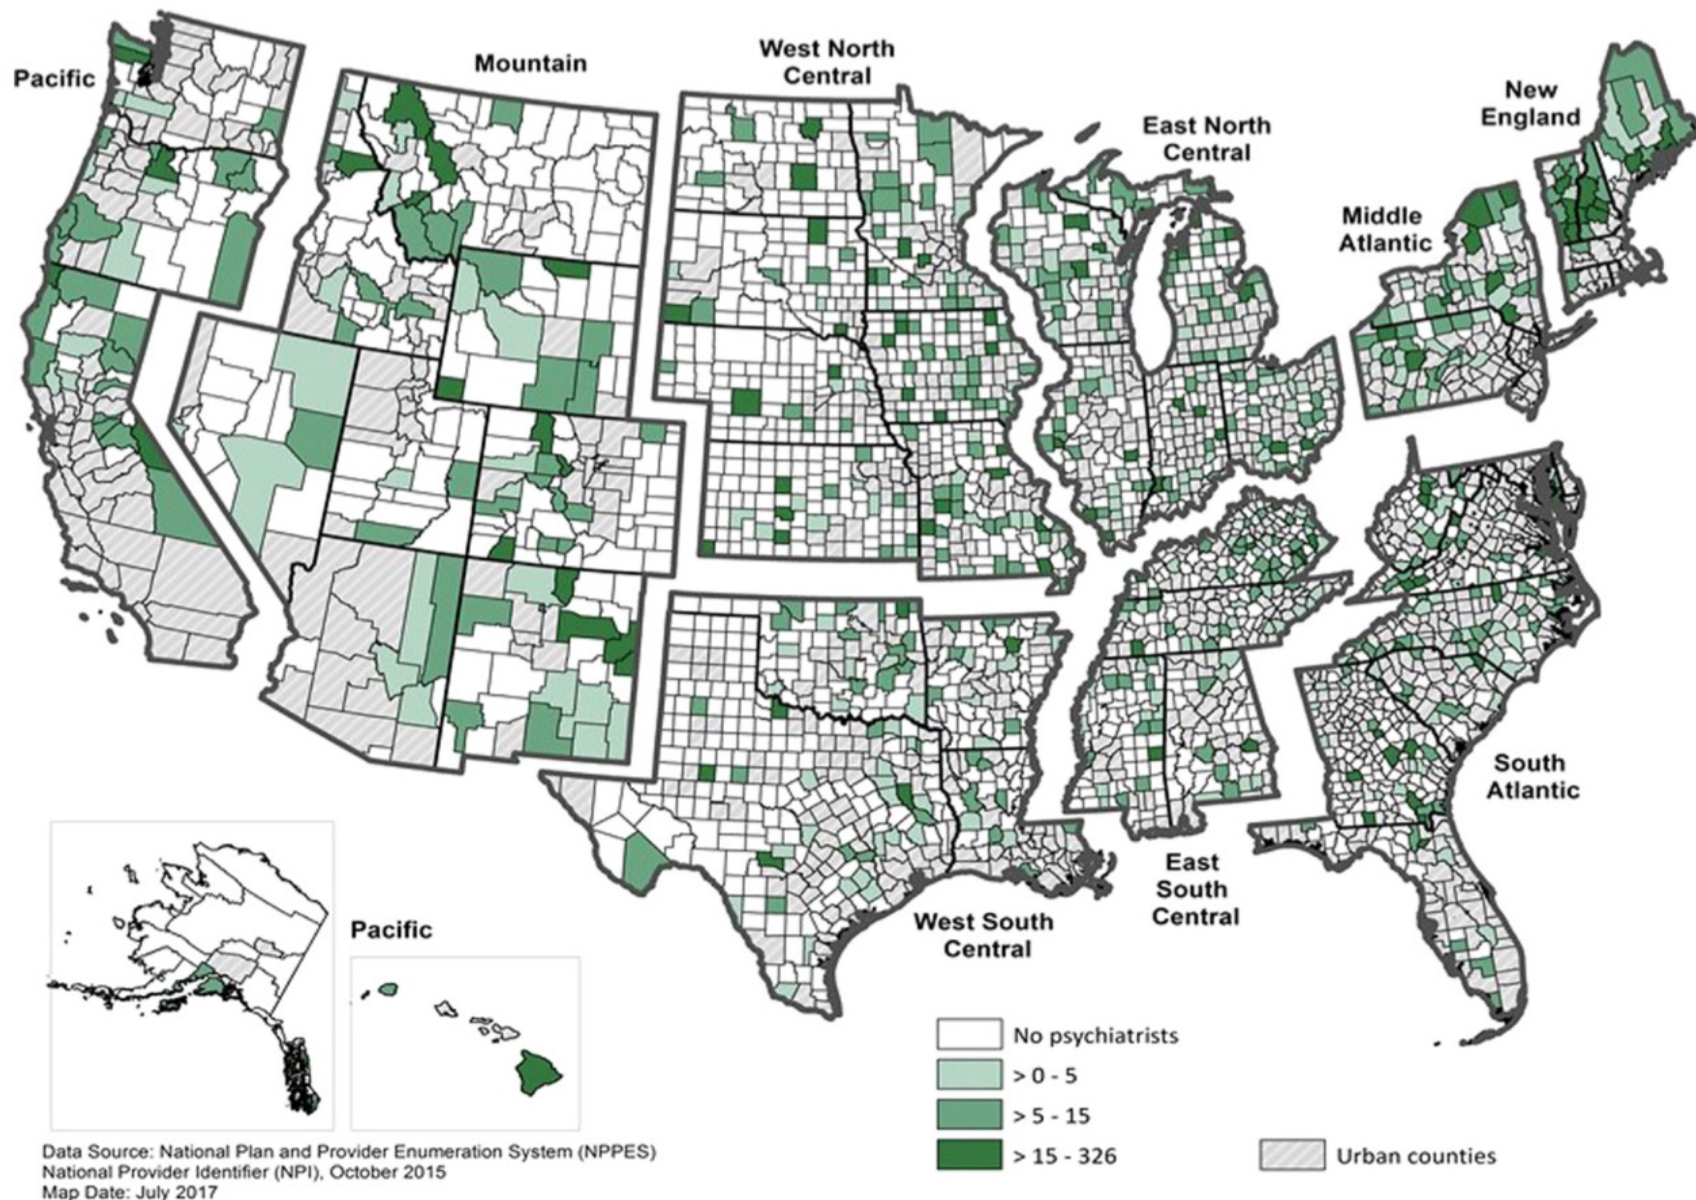 Pacific
Mountain
West North
Central
East North
Central
New
England
Middle
Atlantic
South
Atlantic
East
South
Central
West South
Central
Pacific
No psychiatrists
> 0 - 5
> 5 - 15
> 15 - 326
Urban counties
Data Source: National Plan and Provider Enumeration System (NPPES)
National Provider Identifier (NPI), October 2015
Map Date: July 2017